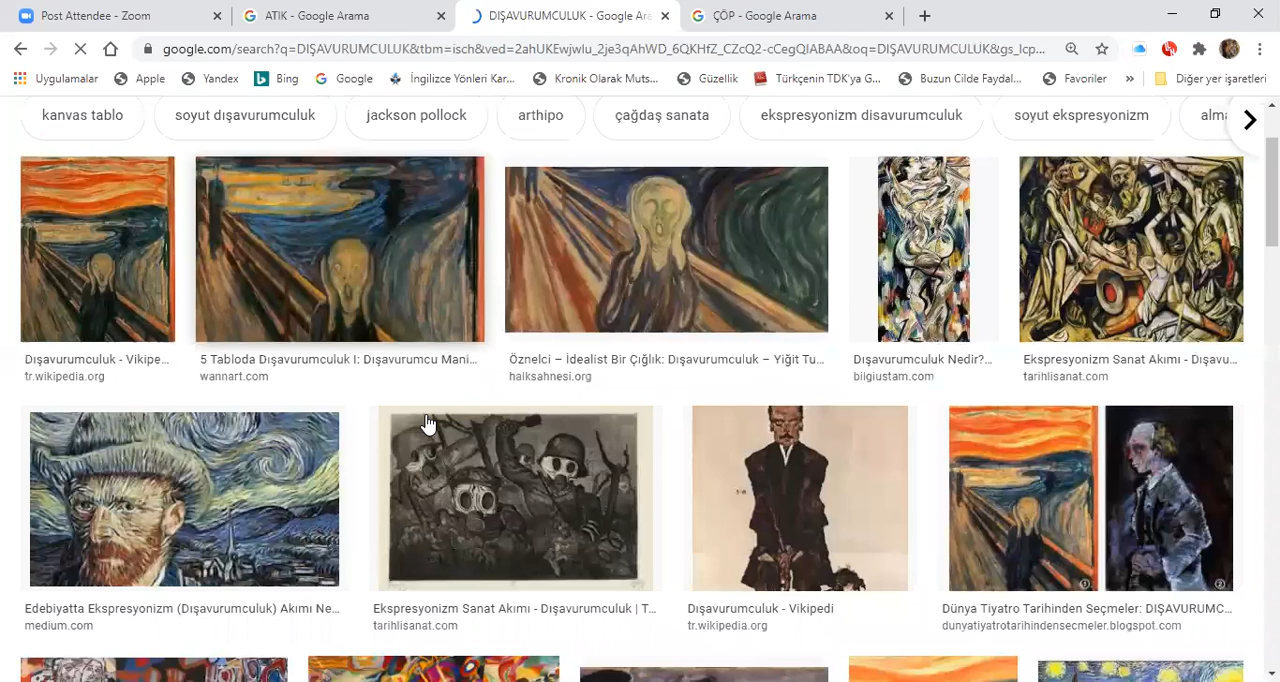 Post Attendee - Zoom
ATIK - Google Arama
DIŞAVURUMCULUK - Google Ara
ÇÖP - Google Arama
google.com/search?q=DIŞAVURUMCULUK&tbm=isch&ved=2ahUKEwjwlu_2je3qAhWD_6QKHfZ_CZcQ2-cCegQIABAA&oq=DIŞAVURUMCULUK&gs_lcp...
Uygulamalar
Apple
Yandex
Bing
Google
İngilizce Yönleri Kar...
Kronik Olarak Muts...
Güzellik
Türkçenin TDK'ya G...
Buzun Cilde Faydal...
Favoriler
»
Diğer yer işaretleri
kanvas tablo
soyut dışavurumculuk
jackson pollock
arthipo
çağdaş sanata
ekspresyonizm disavurumculuk
soyut ekspresyonizm
alma
Dışavurumculuk - Vikipe...
tr.wikipedia.org
5 Tabloda Dışavurumculuk I: Dışavurumcu Mani...
wannart.com
Öznelci – İdealist Bir Çığlık: Dışavurumculuk – Yiğit Tu...
halksahnesi.org
Dışavurumculuk Nedir?...
bilgiustam.com
Ekspresyonizm Sanat Akımı - Dışavu...
tarihlisanat.com
Edebiyatta Ekspresyonizm (Dışavurumculuk) Akımı Ne...
medium.com
Ekspresyonizm Sanat Akımı - Dışavurumculuk | T...
tarihlisanat.com
Dışavurumculuk - Vikipedi
tr.wikipedia.org
1
2
Dünya Tiyatro Tarihinden Seçmeler: DIŞAVURUMC...
dunyatiyatrotarihindensecmeler.blogspot.com